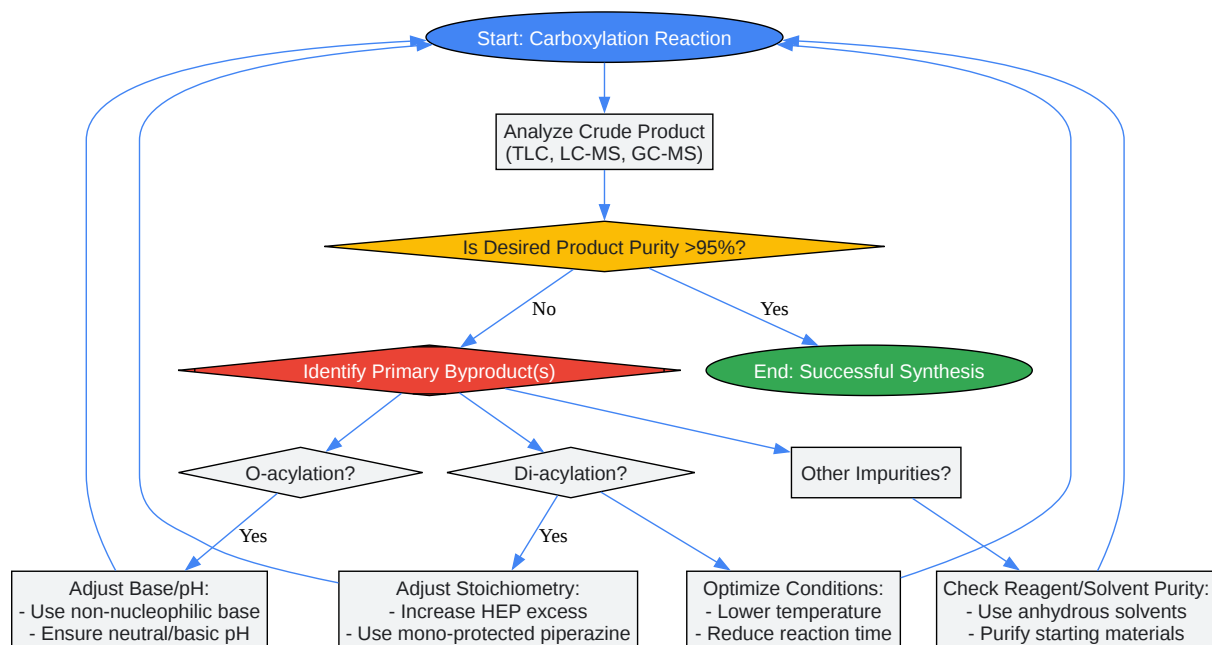 Start: Carboxylation Reaction
Analyze Crude Product
(TLC, LC-MS, GC-MS)
Is Desired Product Purity >95%?
No
Yes
Identify Primary Byproduct(s)
End: Successful Synthesis
O-acylation?
Di-acylation?
Other Impurities?
Yes
Yes
Adjust Base/pH:
- Use non-nucleophilic base
- Ensure neutral/basic pH
Adjust Stoichiometry:
- Increase HEP excess
- Use mono-protected piperazine
Optimize Conditions:
- Lower temperature
- Reduce reaction time
Check Reagent/Solvent Purity:
- Use anhydrous solvents
- Purify starting materials